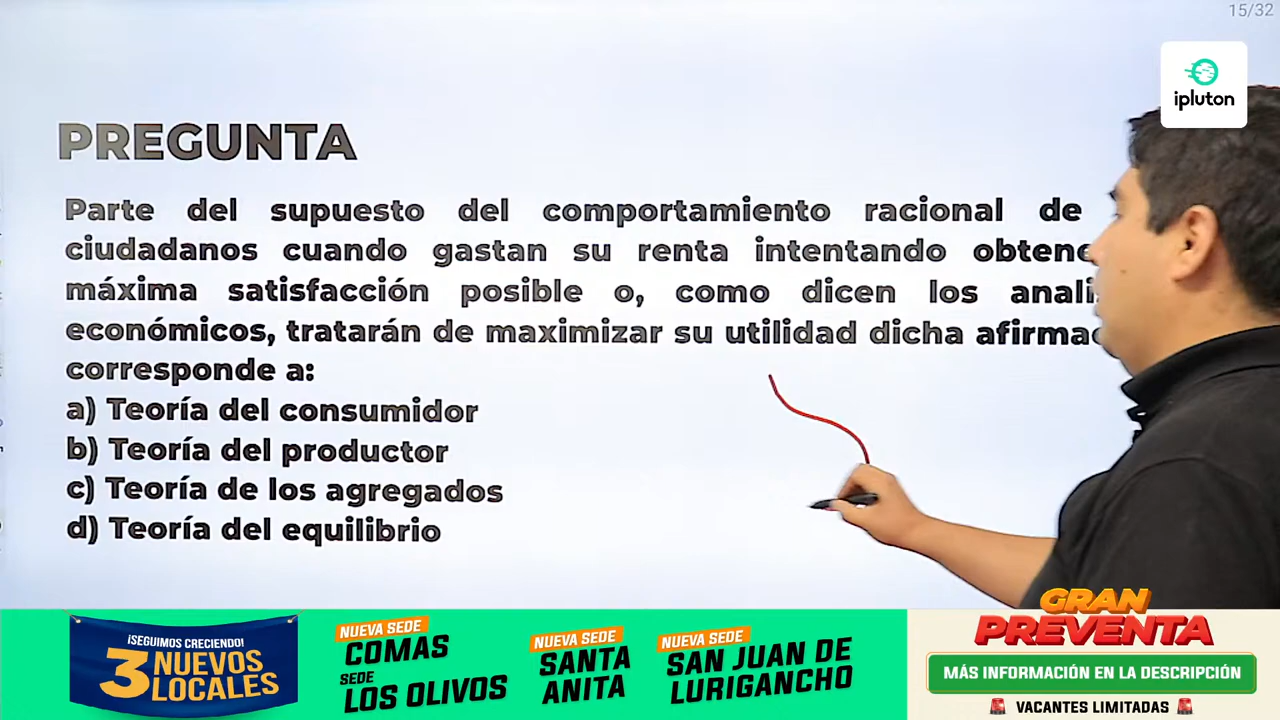 15/32
ipluton
PREGUNTA
Parte del supuesto del comportamiento racional de
ciudadanos cuando gastan su renta intentando
máxima satisfacción posible o, como dicen los
económicos, tratarán de maximizar su utilidad dicha
corresponde a:
a) Teoría del consumidor
b) Teoría del productor
c) Teoría de los agregados
d) Teoría del equilibrio
¡SEGUIMOS CRECIENDO!
3 NUEVOS
LOCALES
NUEVA SEDE
COMAS
SEDE
LOS OLIVOS
NUEVA SEDE
SANTA
ANITA
NUEVA SEDE
SAN JUAN DE
LURIGANCHO
GRAN
PREVENTA
MÁS INFORMACIÓN EN LA DESCRIPCIÓN
VACANTES LIMITADAS